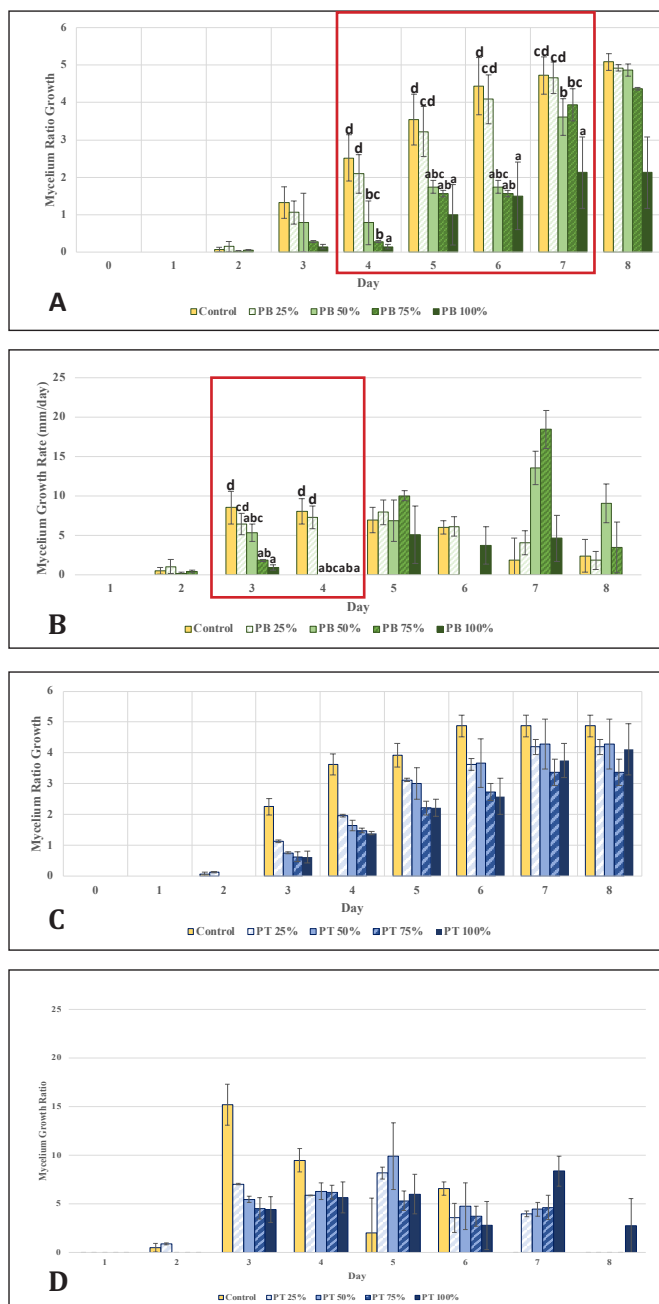 6
5
4
3
2
1
0
Mycelium Ratio Growth
d d cd d cd d cd cd b bc a
d d bc b a abc ab a abc ab a
0 1 2 3 4 5 6 7 8
Day
A
Control PB 25% PB 50% PB 75% PB 100%
25
20
15
10
5
0
Mycelium Growth Rate (mm/day)
d cd abc ab a d d abcaba
1 2 3 4 5 6 7 8
Day
B
Control PB 25% PB 50% PB 75% PB 100%
6
5
4
3
2
1
0
Mycelium Ratio Growth
0 1 2 3 4 5 6 7 8
Day
C
Control PT 25% PT 50% PT 75% PT 100%
25
20
15
10
5
0
Mycelium Growth Ratio
1 2 3 4 5 6 7 8
Day
D
Control PT 25% PT 50% PT 75% PT 100%